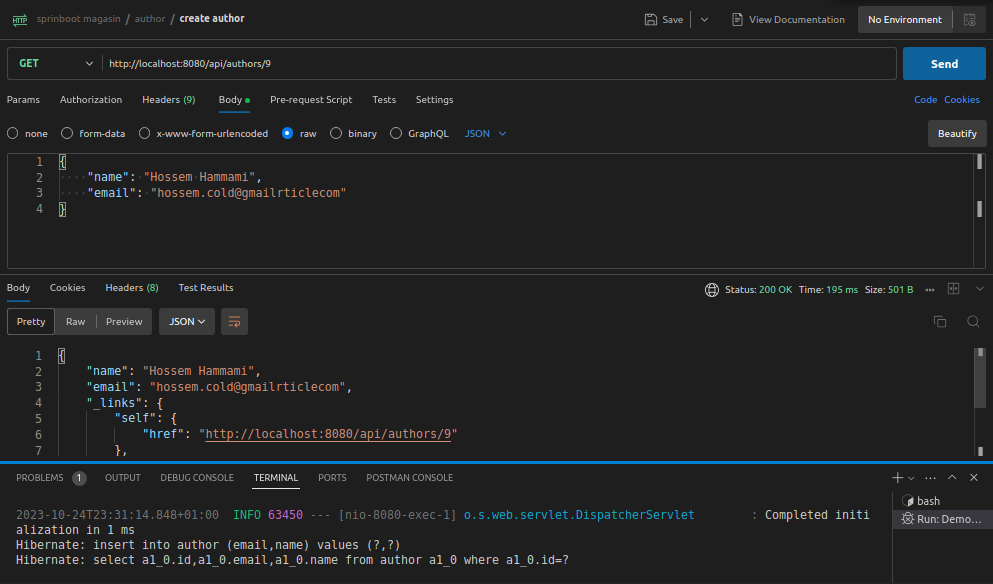 HTTP sprinboot magasin / author / create author
Save View Documentation No Environment
GET http://localhost:8080/api/authors/9 Send
Params Authorization Headers (9) Body Pre-request Script Tests Settings Code Cookies
none form-data x-www-form-urlencoded raw binary GraphQL JSON Beautify
1 {
2 ····"name":·"Hossem·Hammami",
3 ····"email":·"hossem.cold@gmailrticlecom"
4 }
Body Cookies Headers (8) Test Results Status: 200 OK Time: 195 ms Size: 501 B
Pretty Raw Preview JSON
1 {
2 "name": "Hossem Hammami",
3 "email": "hossem.cold@gmailrticlecom",
4 "_links": {
5 "self": {
6 "href": "http://localhost:8080/api/authors/9"
7 },
PROBLEMS 1 OUTPUT DEBUG CONSOLE TERMINAL PORTS POSTMAN CONSOLE
2023-10-24T23:31:14.848+01:00 INFO 63450 --- [nio-8080-exec-1] o.s.web.servlet.DispatcherServlet : Completed initi
alization in 1 ms
Hibernate: insert into author (email,name) values (?,?)
Hibernate: select a1_0.id,a1_0.email,a1_0.name from author a1_0 where a1_0.id=?
bash
Run: Demo...